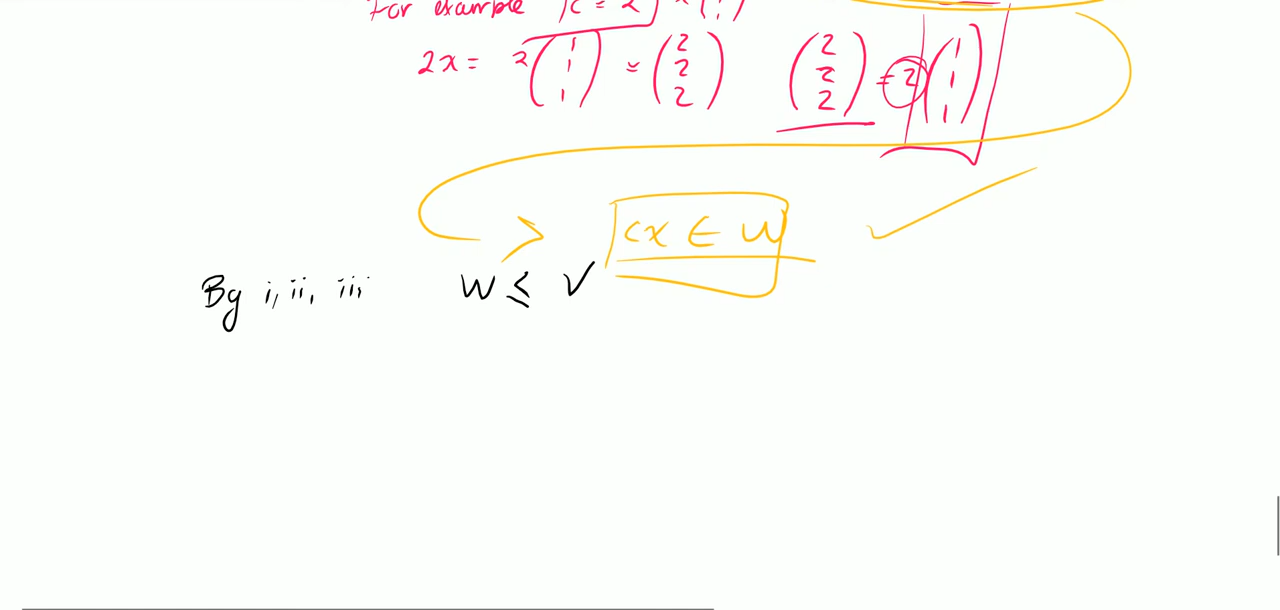 For example c = 2
2x = 2 ( 1 1 1 ) = ( 2 2 2 ) ( 2 2 2 ) = 2 ( 1 1 1 )
> cx ∈ W ✓
By i, ii, iii W ≤ V